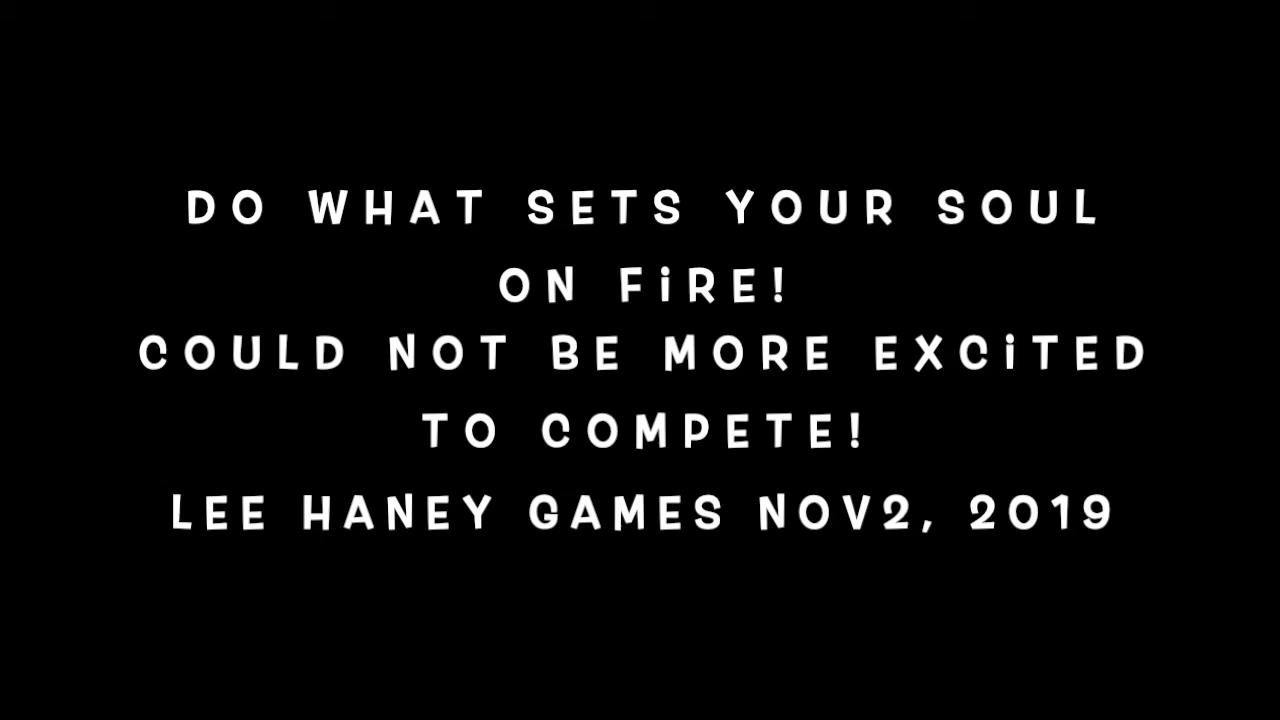 DO WHAT SETS YOUR SOUL
ON FiRE!
COULD NOT BE MORE EXCiTED
TO COMPETE!
LEE HANEY GAMES NOV2, 2019